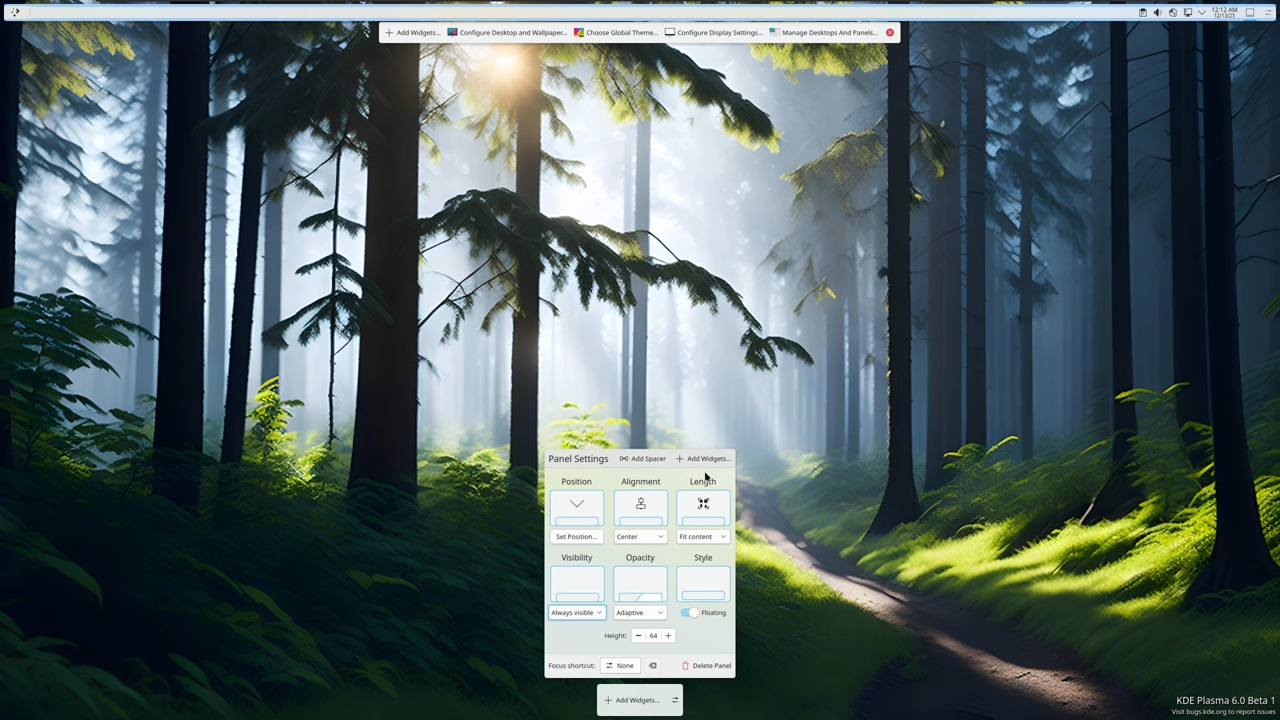 12:12 AM
12/13/23
Add Widgets...
Configure Desktop and Wallpaper...
Choose Global Theme...
Configure Display Settings...
Manage Desktops And Panels...
Panel Settings
Add Spacer
Add Widgets...
Position
Alignment
Length
Set Position...
Center
Fit content
Visibility
Opacity
Style
Always visible
Adaptive
Floating
Height:
64
Focus shortcut:
None
Delete Panel
Add Widgets...
KDE Plasma 6.0 Beta 1
Visit bugs.kde.org to report issues